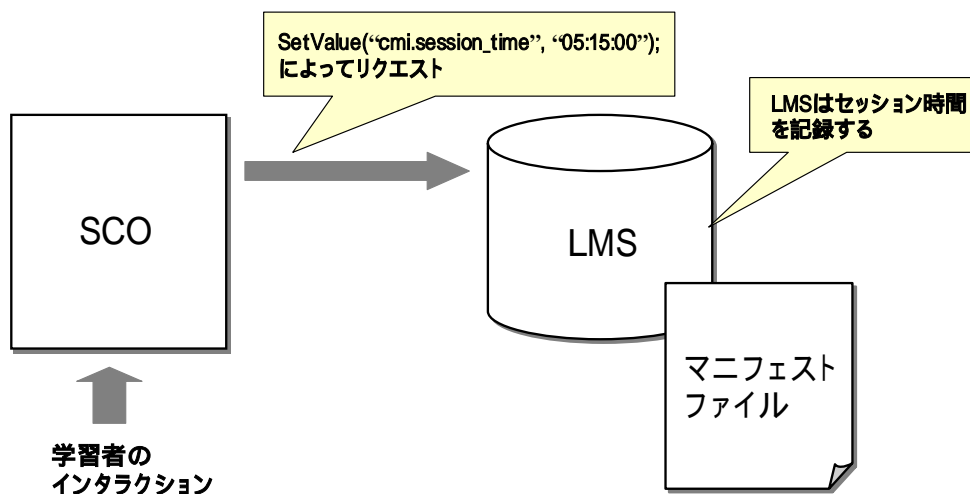 SetValue(“cmi.session_time”, “05:15:00”);
によってリクエスト
LMSはセッション時間
を記録する
SCO
LMS
マニフェスト
ファイル
学習者の
インタラクション